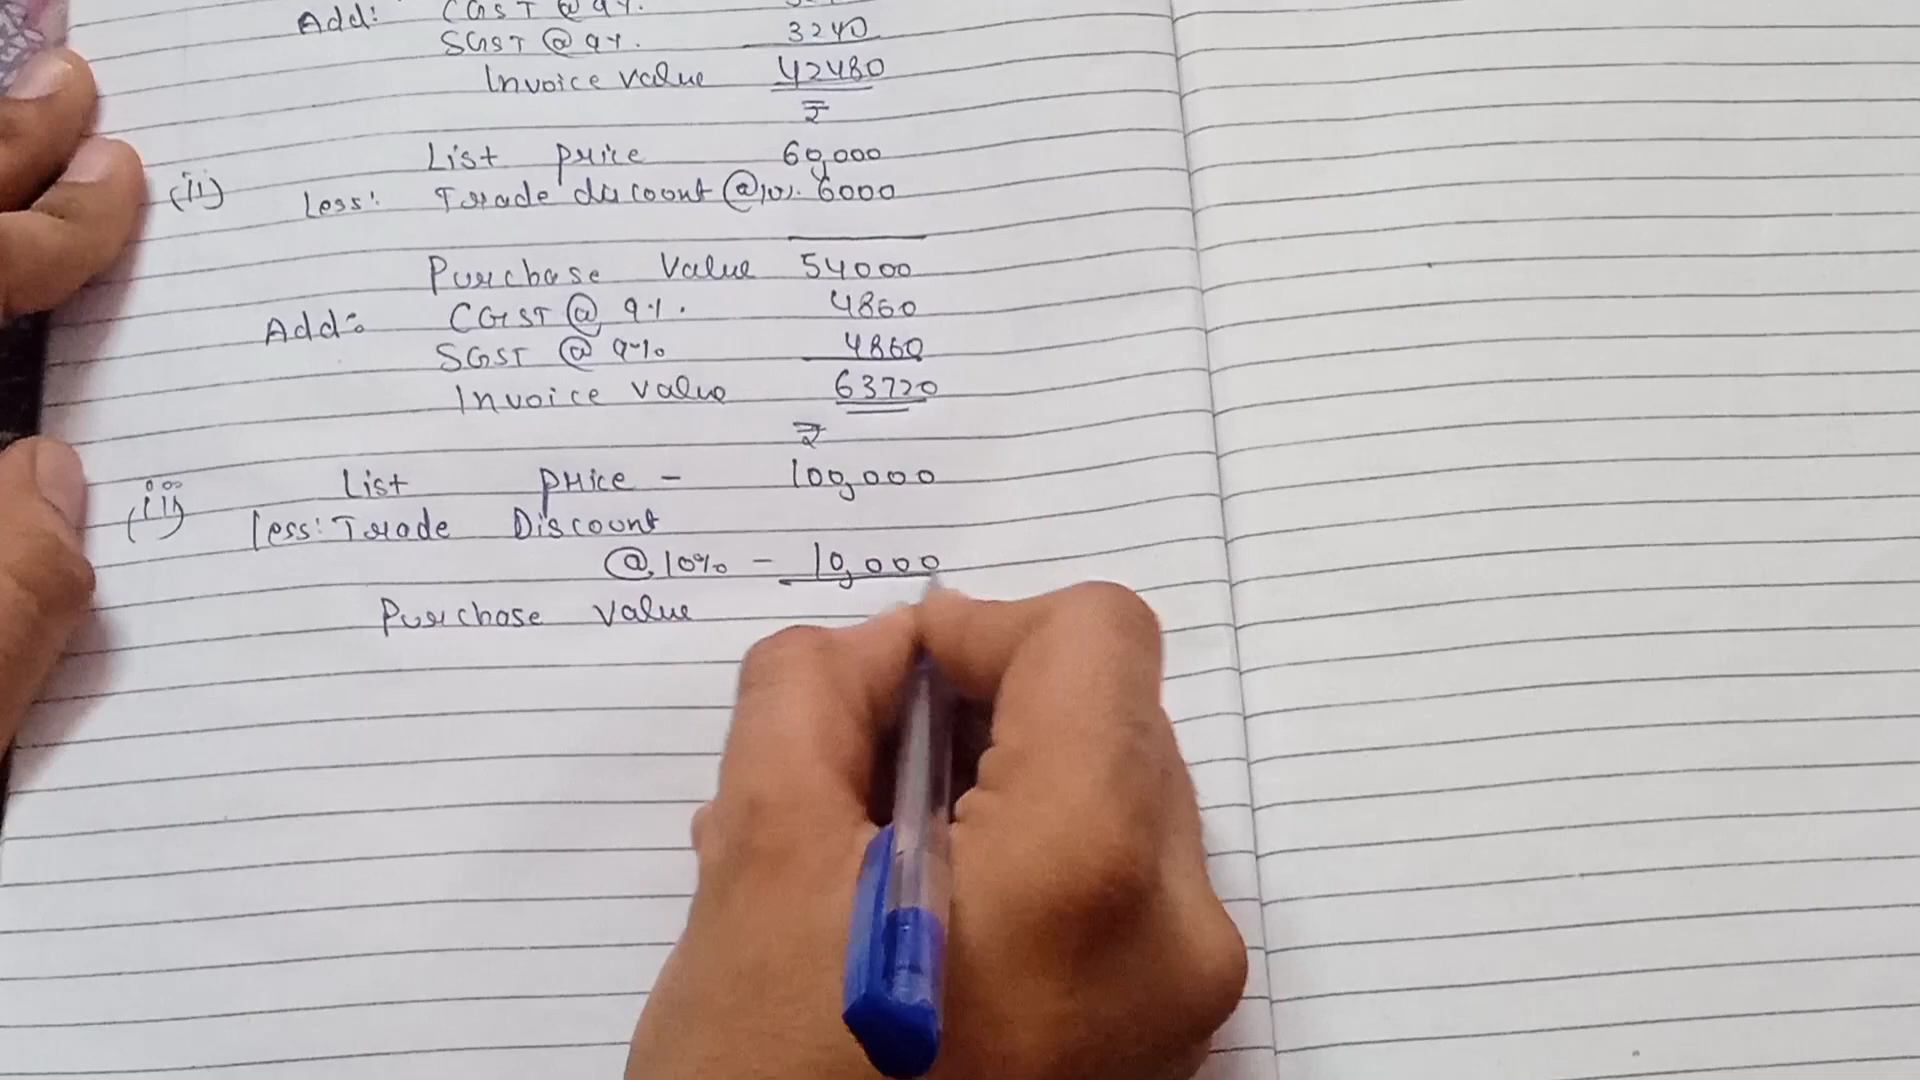 Add: CGST @ 9%.
SGST @ 9%. 3240
Invoice value 42480
₹
(ii) List price 60,000
Less: Trade discount @10%. 6000
Purchase Value 54000
Add: CGST @ 9%. 4860
SGST @ 9% 4860
Invoice value 63720
₹
(iii) List price - 100,000
less: Trade Discount
@ 10% - 10,000
Purchase value